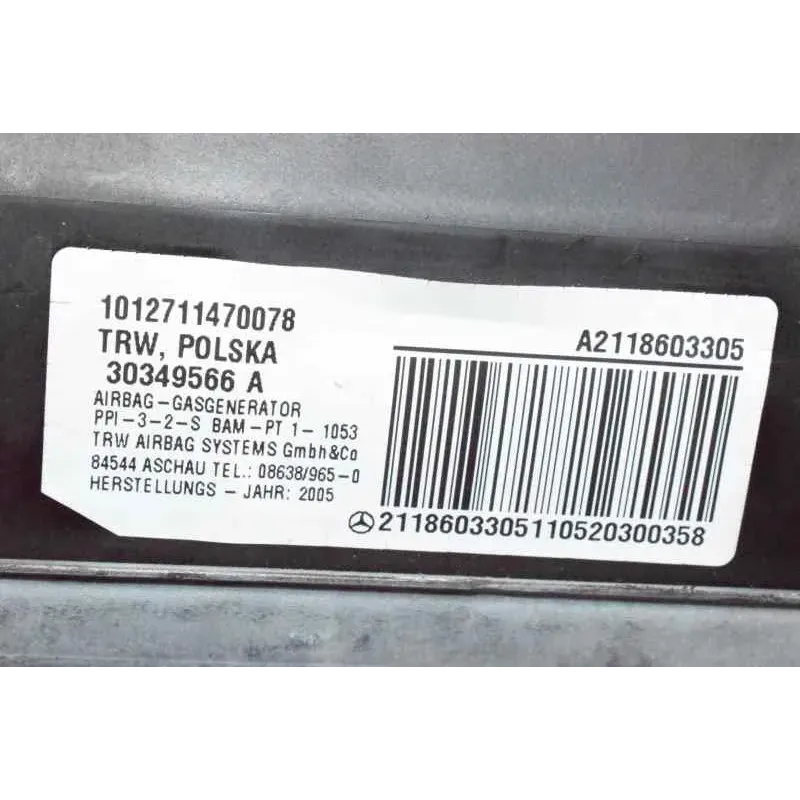 1012711470078
TRW, POLSKA
30349566 A
AIRBAG-GASGENERATOR
PPI-3-2-S BAM-PT 1- 1053
TRW AIRBAG SYSTEMS Gmbh&Co
84544 ASCHAU TEL.: 08638/965-0
HERSTELLUNGS - JAHR: 2005
A2118603305
2118603305110520300358